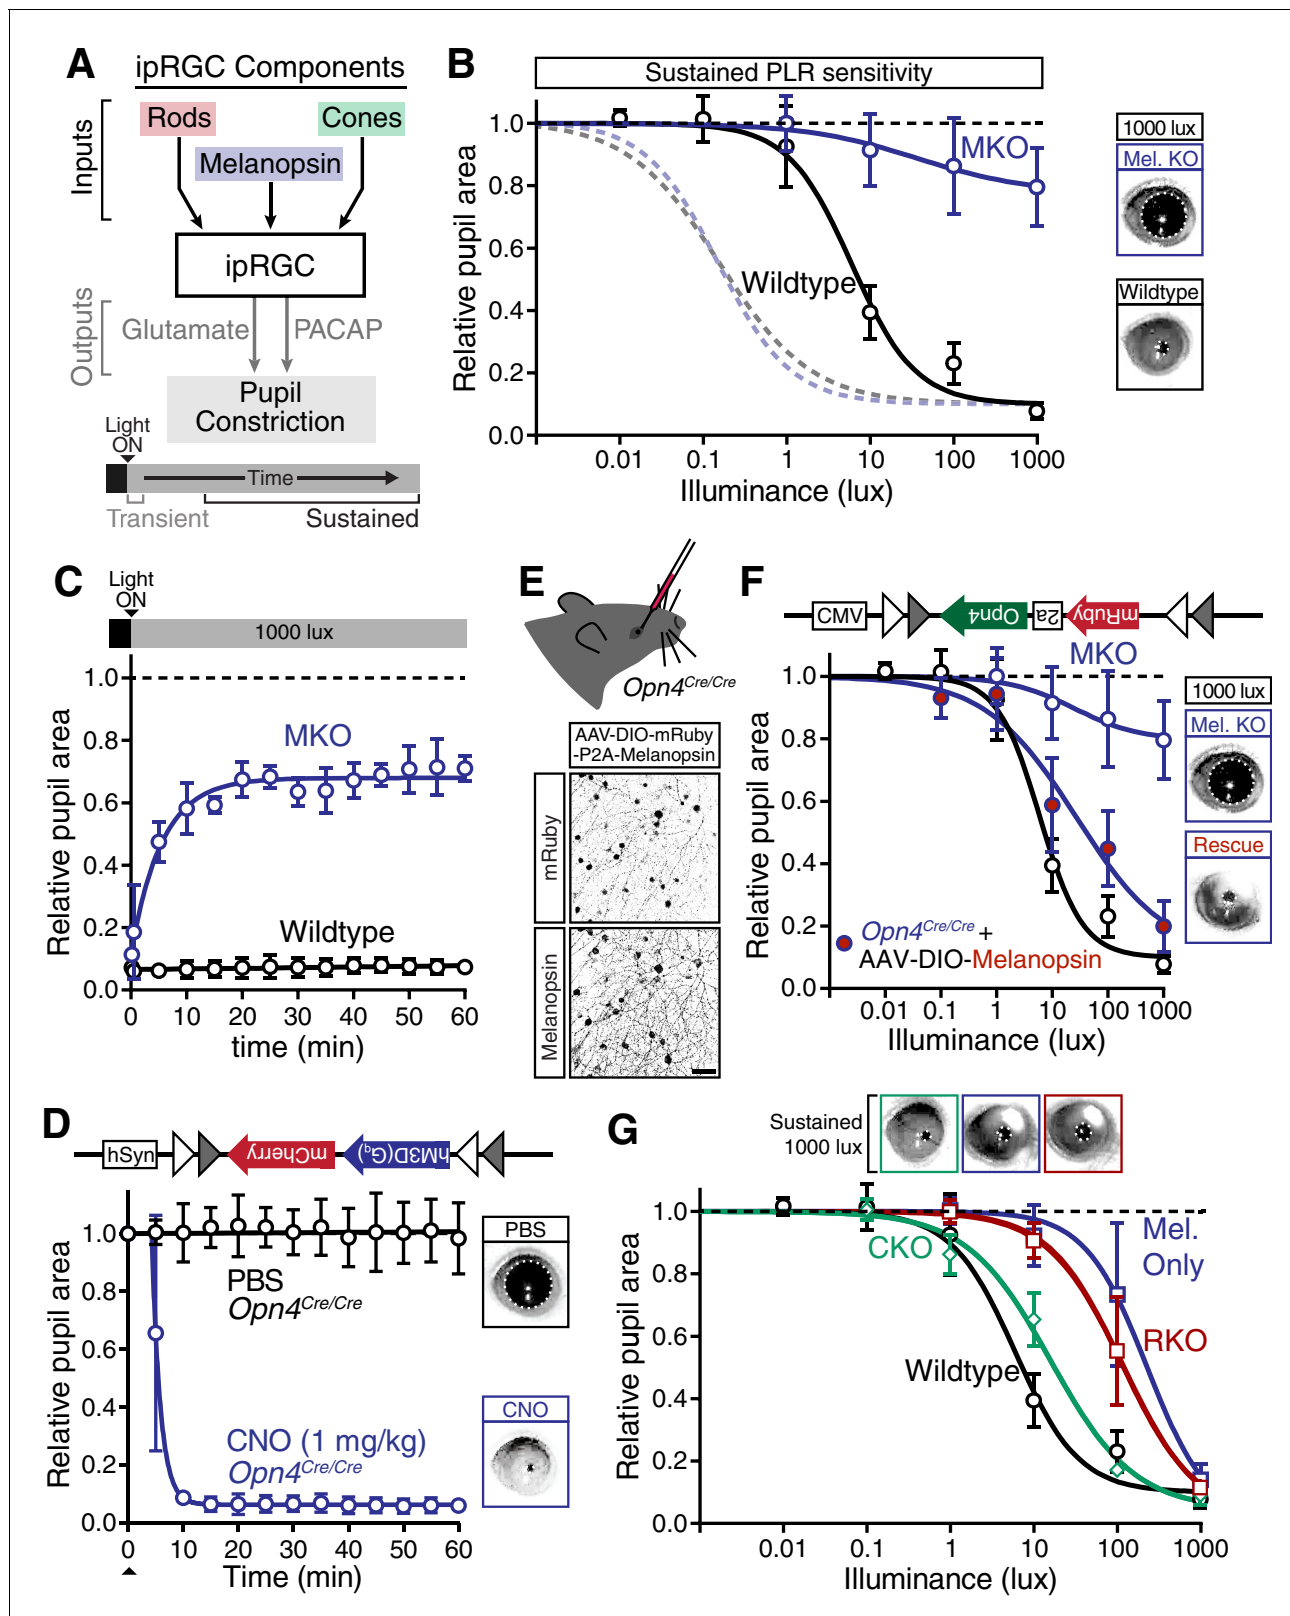 A
ipRGC Components
Inputs
Rods
Cones
Melanopsin
ipRGC
Outputs
Glutamate
PACAP
Pupil
Constriction
Light
ON
Time
Transient
Sustained
B
Sustained PLR sensitivity
Relative pupil area
1.0
0.8
0.6
0.4
0.2
0.0
MKO
Wildtype
0.01 0.1 1 10 100 1000
Illuminance (lux)
1000 lux
Mel. KO
Wildtype
C
Light
ON
1000 lux
Relative pupil area
1.0
0.8
0.6
0.4
0.2
0.0
MKO
Wildtype
0 10 20 30 40 50 60
time (min)
D
hSyn
mCherry
hM3D(Gq)
Relative pupil area
1.0
0.8
0.6
0.4
0.2
0.0
PBS
Opn4Cre/Cre
CNO (1 mg/kg)
Opn4Cre/Cre
0 10 20 30 40 50 60
Time (min)
PBS
CNO
E
Opn4Cre/Cre
AAV-DIO-mRuby
-P2A-Melanopsin
mRuby
Melanopsin
F
CMV
Opn4
2a
mRuby
Relative pupil area
1.0
0.8
0.6
0.4
0.2
0.0
MKO
Opn4Cre/Cre +
AAV-DIO-Melanopsin
0.01 0.1 1 10 100 1000
Illuminance (lux)
1000 lux
Mel. KO
Rescue
G
Sustained
1000 lux
Relative pupil area
1.0
0.8
0.6
0.4
0.2
0.0
CKO
Mel.
Only
RKO
Wildtype
0.01 0.1 1 10 100 1000
Illuminance (lux)